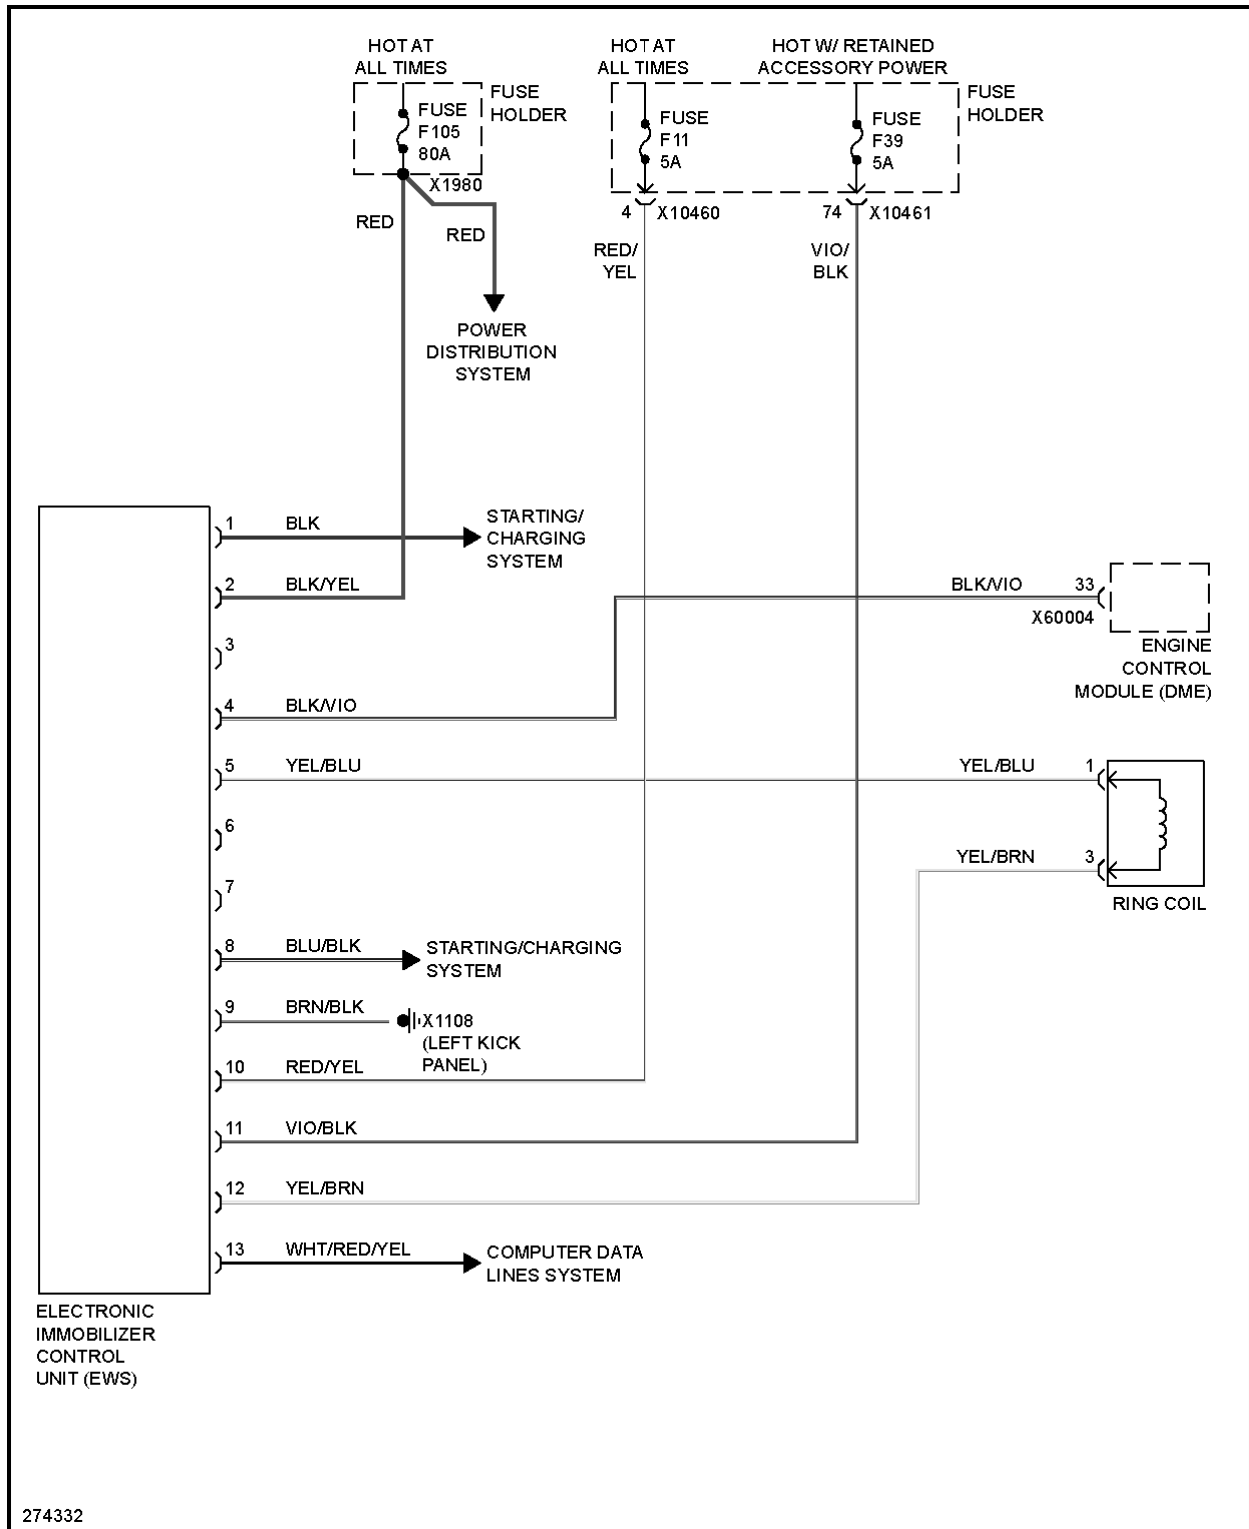 HOT AT
ALL TIMES
FUSE
HOLDER
FUSE
F105
80A
X1980
RED
RED
POWER
DISTRIBUTION
SYSTEM
HOT AT
ALL TIMES
HOT W/ RETAINED
ACCESSORY POWER
FUSE
HOLDER
FUSE
F11
5A
FUSE
F39
5A
4 X10460
74 X10461
RED/
YEL
VIO/
BLK
1 BLK
STARTING/
CHARGING
SYSTEM
2 BLK/YEL
3
4 BLK/VIO
BLK/VIO 33
X60004
ENGINE
CONTROL
MODULE (DME)
5 YEL/BLU
YEL/BLU 1
6
YEL/BRN 3
RING COIL
7
8 BLU/BLK
STARTING/CHARGING
SYSTEM
9 BRN/BLK
X1108
(LEFT KICK
PANEL)
10 RED/YEL
11 VIO/BLK
12 YEL/BRN
13 WHT/RED/YEL
COMPUTER DATA
LINES SYSTEM
ELECTRONIC
IMMOBILIZER
CONTROL
UNIT (EWS)
274332